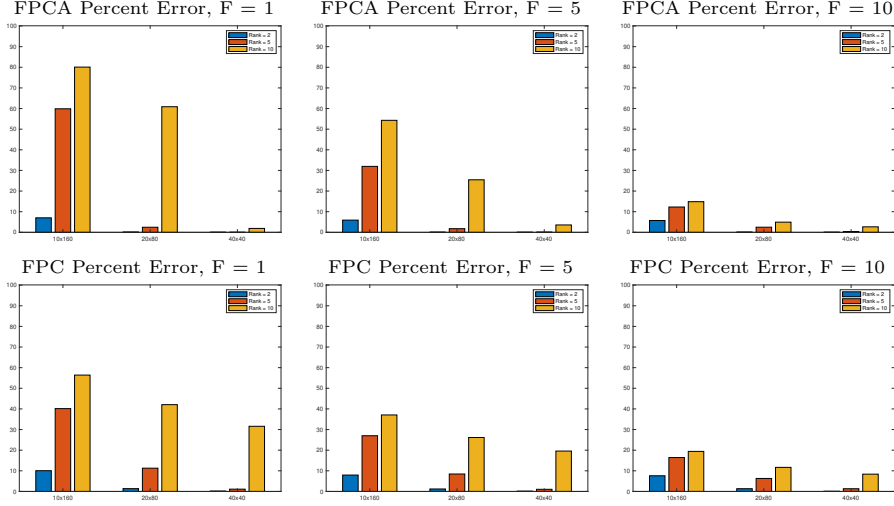 FPCA Percent Error, F = 1
100
90
80
70
60
50
40
30
20
10
0
10x160
20x80
40x40
Rank = 2
Rank = 5
Rank = 10
FPCA Percent Error, F = 5
100
90
80
70
60
50
40
30
20
10
0
10x160
20x80
40x40
Rank = 2
Rank = 5
Rank = 10
FPCA Percent Error, F = 10
100
90
80
70
60
50
40
30
20
10
0
10x160
20x80
40x40
Rank = 2
Rank = 5
Rank = 10
FPC Percent Error, F = 1
100
90
80
70
60
50
40
30
20
10
0
10x160
20x80
40x40
Rank = 2
Rank = 5
Rank = 10
FPC Percent Error, F = 5
100
90
80
70
60
50
40
30
20
10
0
10x160
20x80
40x40
Rank = 2
Rank = 5
Rank = 10
FPC Percent Error, F = 10
100
90
80
70
60
50
40
30
20
10
0
10x160
20x80
40x40
Rank = 2
Rank = 5
Rank = 10